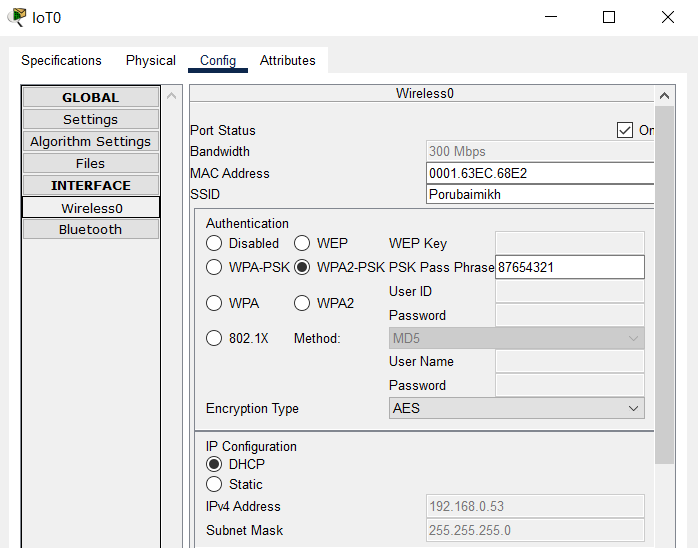 IoT0
Specifications Physical Config Attributes
GLOBAL
Settings
Algorithm Settings
Files
INTERFACE
Wireless0
Bluetooth
Wireless0
Port Status On
Bandwidth 300 Mbps
MAC Address 0001.63EC.68E2
SSID Porubaimikh
Authentication
Disabled WEP WEP Key
WPA-PSK WPA2-PSK PSK Pass Phrase 87654321
User ID
WPA WPA2
Password
802.1X Method: MD5
User Name
Password
Encryption Type AES
IP Configuration
DHCP
Static
IPv4 Address 192.168.0.53
Subnet Mask 255.255.255.0